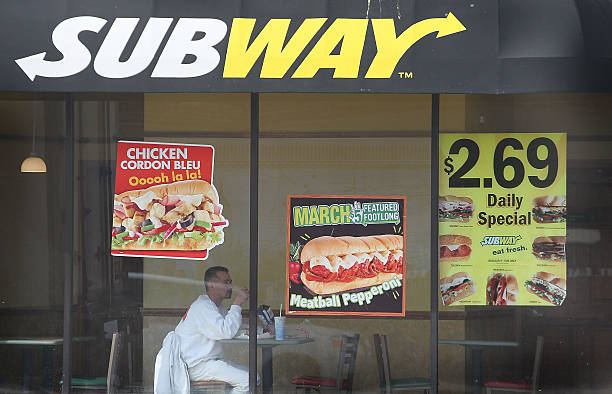 SUBWAY
TM
CHICKEN
CORDON BLEU
Ooooh la la!
MARCH $5 FEATURED
FOOTLONG
Meatball Pepperoni
$2.69
Daily
Special
SUBWAY
eat fresh.